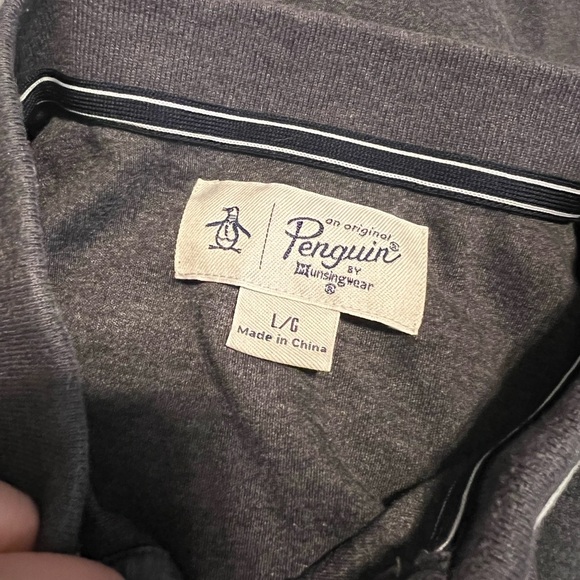 an original
Penguin®
BY
Munsingwear
®
L/G
Made in China